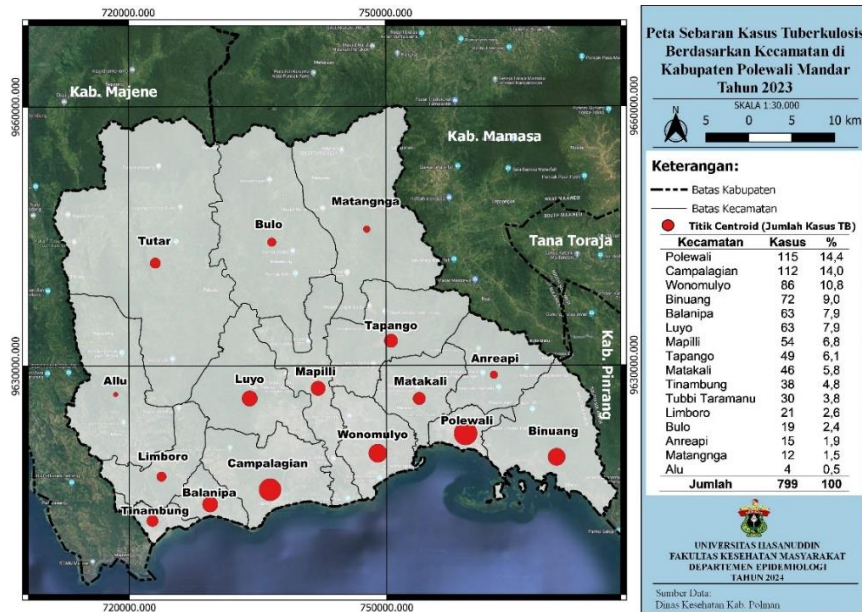 720000.000
750000.000
9660000.000
9630000.000
Kab. Majene
Kab. Mamasa
Tana Toraja
Kab. Pinrang
Matangnga
Bulo
Tutar
Tapango
Anreapi
Allu
Luyo
Mapilli
Matakali
Polewali
Wonomulyo
Binuang
Limboro
Campalagian
Balanipa
Tinambung
9660000.000
9630000.000
720000.000
750000.000
Peta Sebaran Kasus Tuberkulosis
Berdasarkan Kecamatan di
Kabupaten Polewali Mandar
Tahun 2023
SKALA 1:30.000
N
5 0 5 10 km
Keterangan:
Batas Kabupaten
Batas Kecamatan
Titik Centroid (Jumlah Kasus TB)
Kecamatan Kasus %
Polewali 115 14,4
Campalagian 112 14,0
Wonomulyo 86 10,8
Binuang 72 9,0
Balanipa 63 7,9
Luyo 63 7,9
Mapilli 54 6,8
Tapango 49 6,1
Matakali 46 5,8
Tinambung 38 4,8
Tubbi Taramanu 30 3,8
Limboro 21 2,6
Bulo 19 2,4
Anreapi 15 1,9
Matangnga 12 1,5
Alu 4 0,5
Jumlah 799 100
UNIVERSITAS HASANUDDIN
FAKULTAS KESEHATAN MASYARAKAT
DEPARTEMEN EPIDEMIOLOGI
TAHUN 2024
Sumber Data:
Dinas Kesehatan Kab. Polman